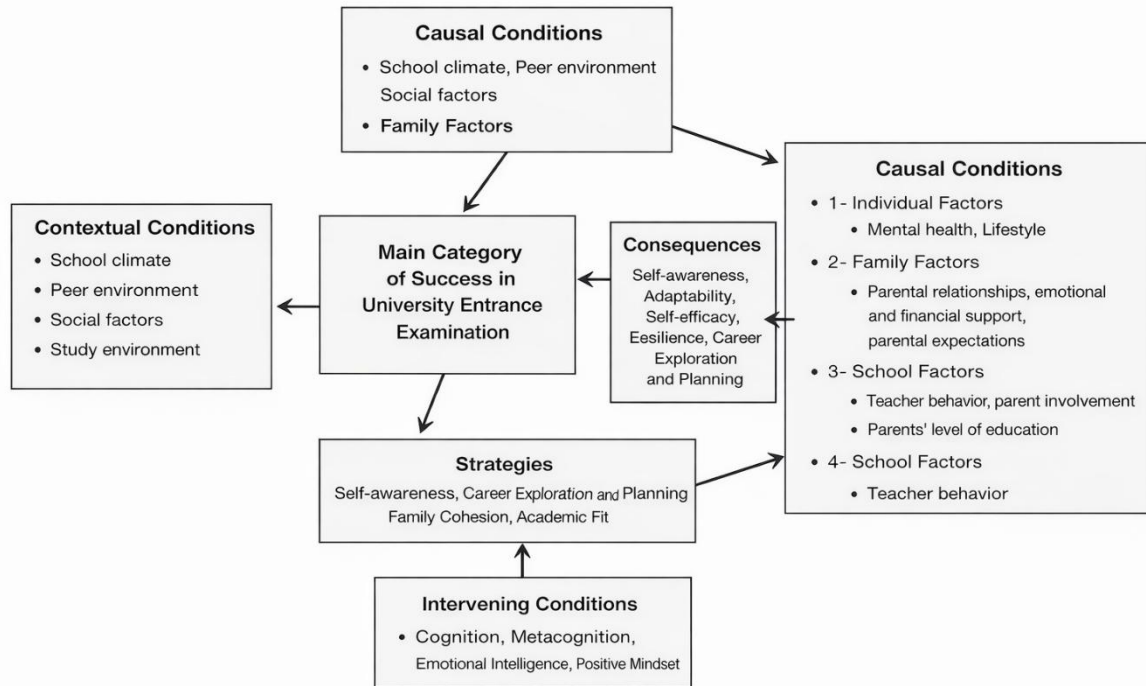 Causal Conditions
• School climate, Peer environment
Social factors
• Family Factors
Contextual Conditions
• School climate
• Peer environment
• Social factors
• Study environment
Main Category
of Success in
University Entrance
Examination
Consequences
Self-awareness,
Adaptability,
Self-efficacy,
Eesilience, Career
Exploration
and Planning
Causal Conditions
• 1- Individual Factors
• Mental health, Lifestyle
• 2- Family Factors
• Parental relationships, emotional
and financial support,
parental expectations
• 3- School Factors
• Teacher behavior, parent involvement
• Parents' level of education
• 4- School Factors
• Teacher behavior
Strategies
Self-awareness, Career Exploration and Planning
Family Cohesion, Academic Fit
Intervening Conditions
• Cognition, Metacognition,
Emotional Intelligence, Positive Mindset